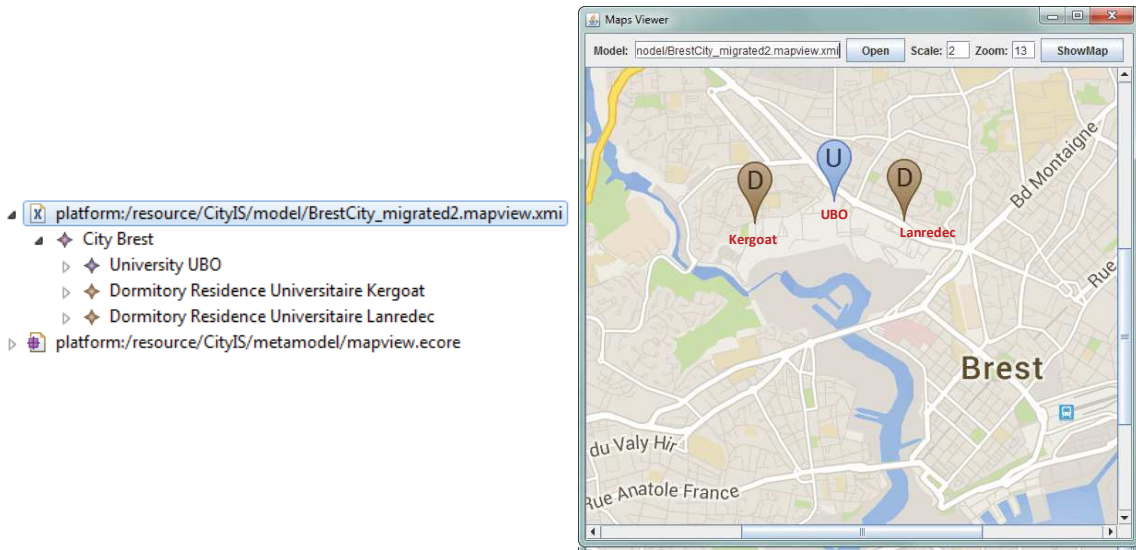 platform:/resource/CityIS/model/BrestCity_migrated2.mapview.xmi
City Brest
University UBO
Dormitory Residence Universitaire Kergoat
Dormitory Residence Universitaire Lanredec
platform:/resource/CityIS/metamodel/mapview.ecore
Maps Viewer
Model: nodel/BrestCity_migrated2.mapview.xmi Open Scale: 2 Zoom: 13 ShowMap
Bd Montaigne
U
D
D
UBO
Lanredec
Kergoat
Rue
Brest
du Valy Hir
Rue Anatole France